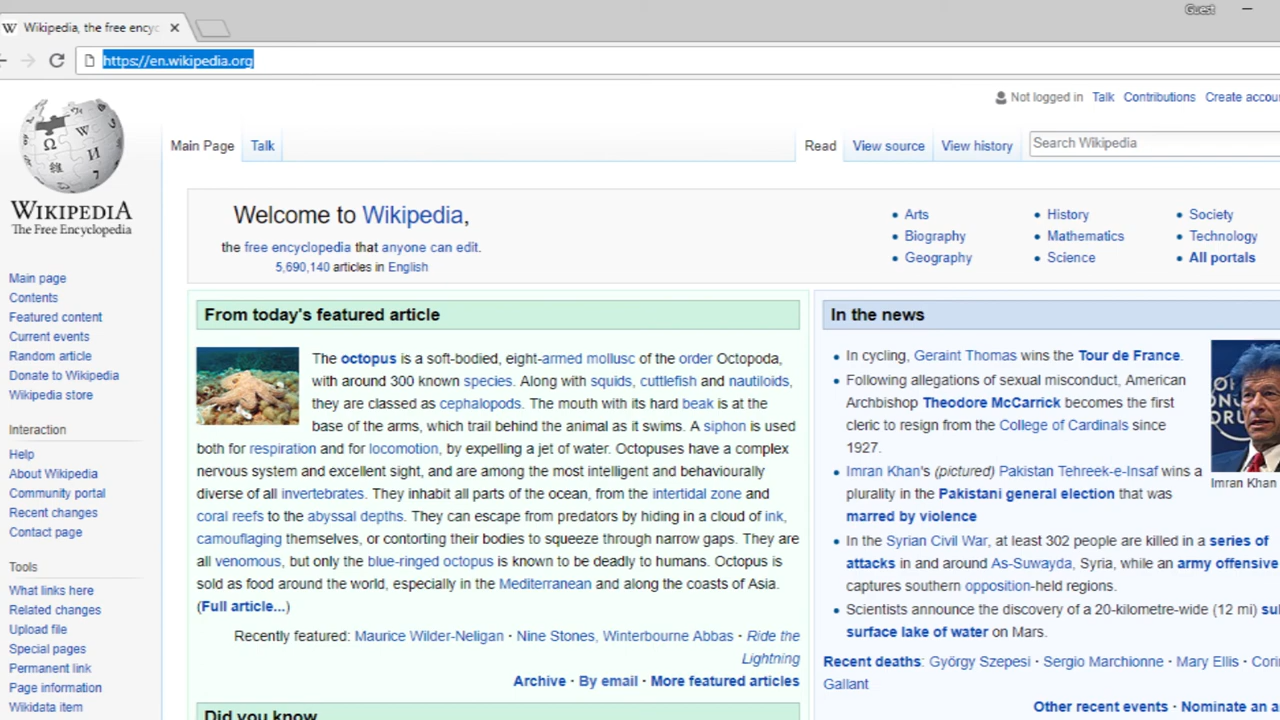 Guest
Wikipedia, the free ency
https://en.wikipedia.org
Not logged in Talk Contributions Create accou
Main Page Talk Read View source View history Search Wikipedia
WIKIPEDIA
The Free Encyclopedia
Main page
Contents
Featured content
Current events
Random article
Donate to Wikipedia
Wikipedia store
Interaction
Help
About Wikipedia
Community portal
Recent changes
Contact page
Tools
What links here
Related changes
Upload file
Special pages
Permanent link
Page information
Wikidata item
Welcome to Wikipedia,
the free encyclopedia that anyone can edit.
5,690,140 articles in English
• Arts
• Biography
• Geography
• History
• Mathematics
• Science
• Society
• Technology
• All portals
From today's featured article
The octopus is a soft-bodied, eight-armed mollusc of the order Octopoda,
with around 300 known species. Along with squids, cuttlefish and nautiloids,
they are classed as cephalopods. The mouth with its hard beak is at the
base of the arms, which trail behind the animal as it swims. A siphon is used
both for respiration and for locomotion, by expelling a jet of water. Octopuses have a complex
nervous system and excellent sight, and are among the most intelligent and behaviourally
diverse of all invertebrates. They inhabit all parts of the ocean, from the intertidal zone and
coral reefs to the abyssal depths. They can escape from predators by hiding in a cloud of ink,
camouflaging themselves, or contorting their bodies to squeeze through narrow gaps. They are
all venomous, but only the blue-ringed octopus is known to be deadly to humans. Octopus is
sold as food around the world, especially in the Mediterranean and along the coasts of Asia.
(Full article...)
Recently featured: Maurice Wilder-Neligan · Nine Stones, Winterbourne Abbas · Ride the
Lightning
Archive · By email · More featured articles
Did you know
In the news
• In cycling, Geraint Thomas wins the Tour de France.
• Following allegations of sexual misconduct, American
Archbishop Theodore McCarrick becomes the first
cleric to resign from the College of Cardinals since
1927.
• Imran Khan's (pictured) Pakistan Tehreek-e-Insaf wins a
plurality in the Pakistani general election that was
marred by violence
• In the Syrian Civil War, at least 302 people are killed in a series of
attacks in and around As-Suwayda, Syria, while an army offensive
captures southern opposition-held regions.
• Scientists announce the discovery of a 20-kilometre-wide (12 mi) su
surface lake of water on Mars.
Imran Khan
Recent deaths: György Szepesi · Sergio Marchionne · Mary Ellis · Cori
Gallant
Other recent events · Nominate an a